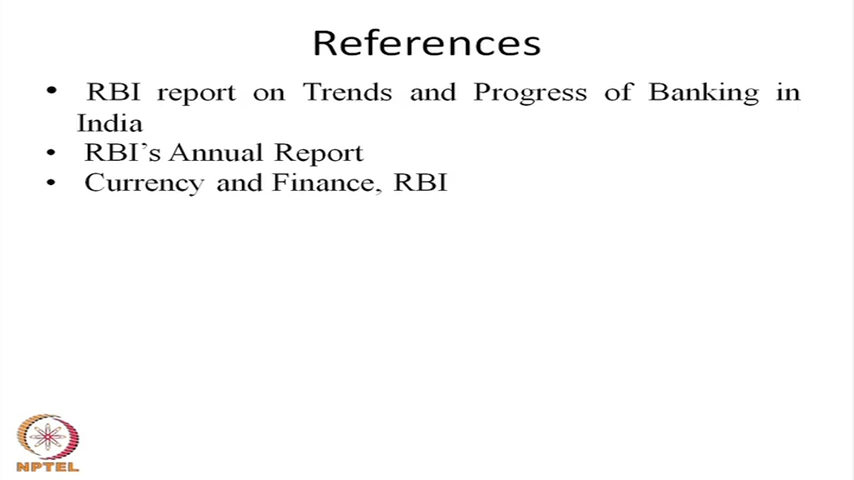 References
• RBI report on Trends and Progress of Banking in
India
• RBI's Annual Report
• Currency and Finance, RBI
NPTEL